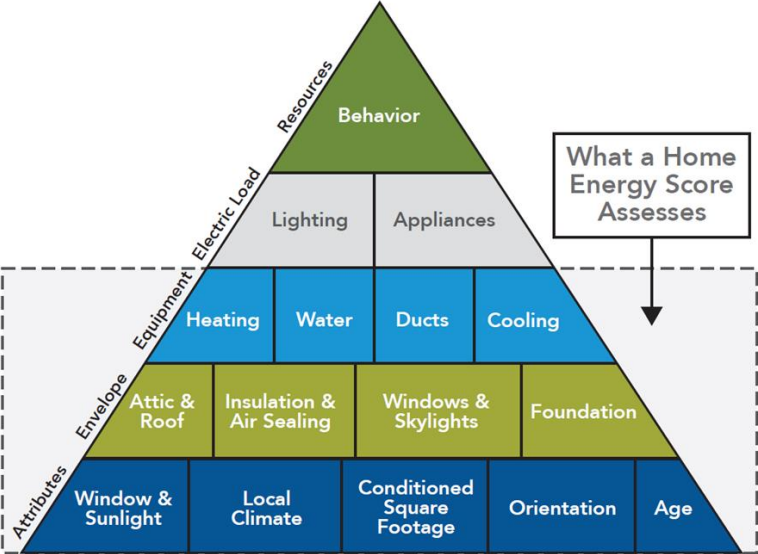 Resources
Behavior
What a Home
Energy Score
Assesses
Electric Load
Lighting
Appliances
Equipment
Heating
Water
Ducts
Cooling
Envelope
Attic &
Roof
Insulation &
Air Sealing
Windows &
Skylights
Foundation
Attributes
Window &
Sunlight
Local
Climate
Conditioned
Square
Footage
Orientation
Age